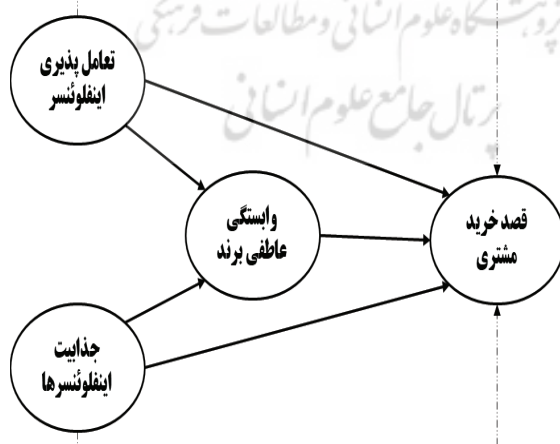 پژوهشگاه علوم انسانی و مطالعات فرهنگی
پرتال جامع علوم انسانی
تعامل پذیری
اینفلوئنسر
وابستگی
عاطفی برند
قصد خرید
مشتری
جذابیت
اینفلوئنسرها